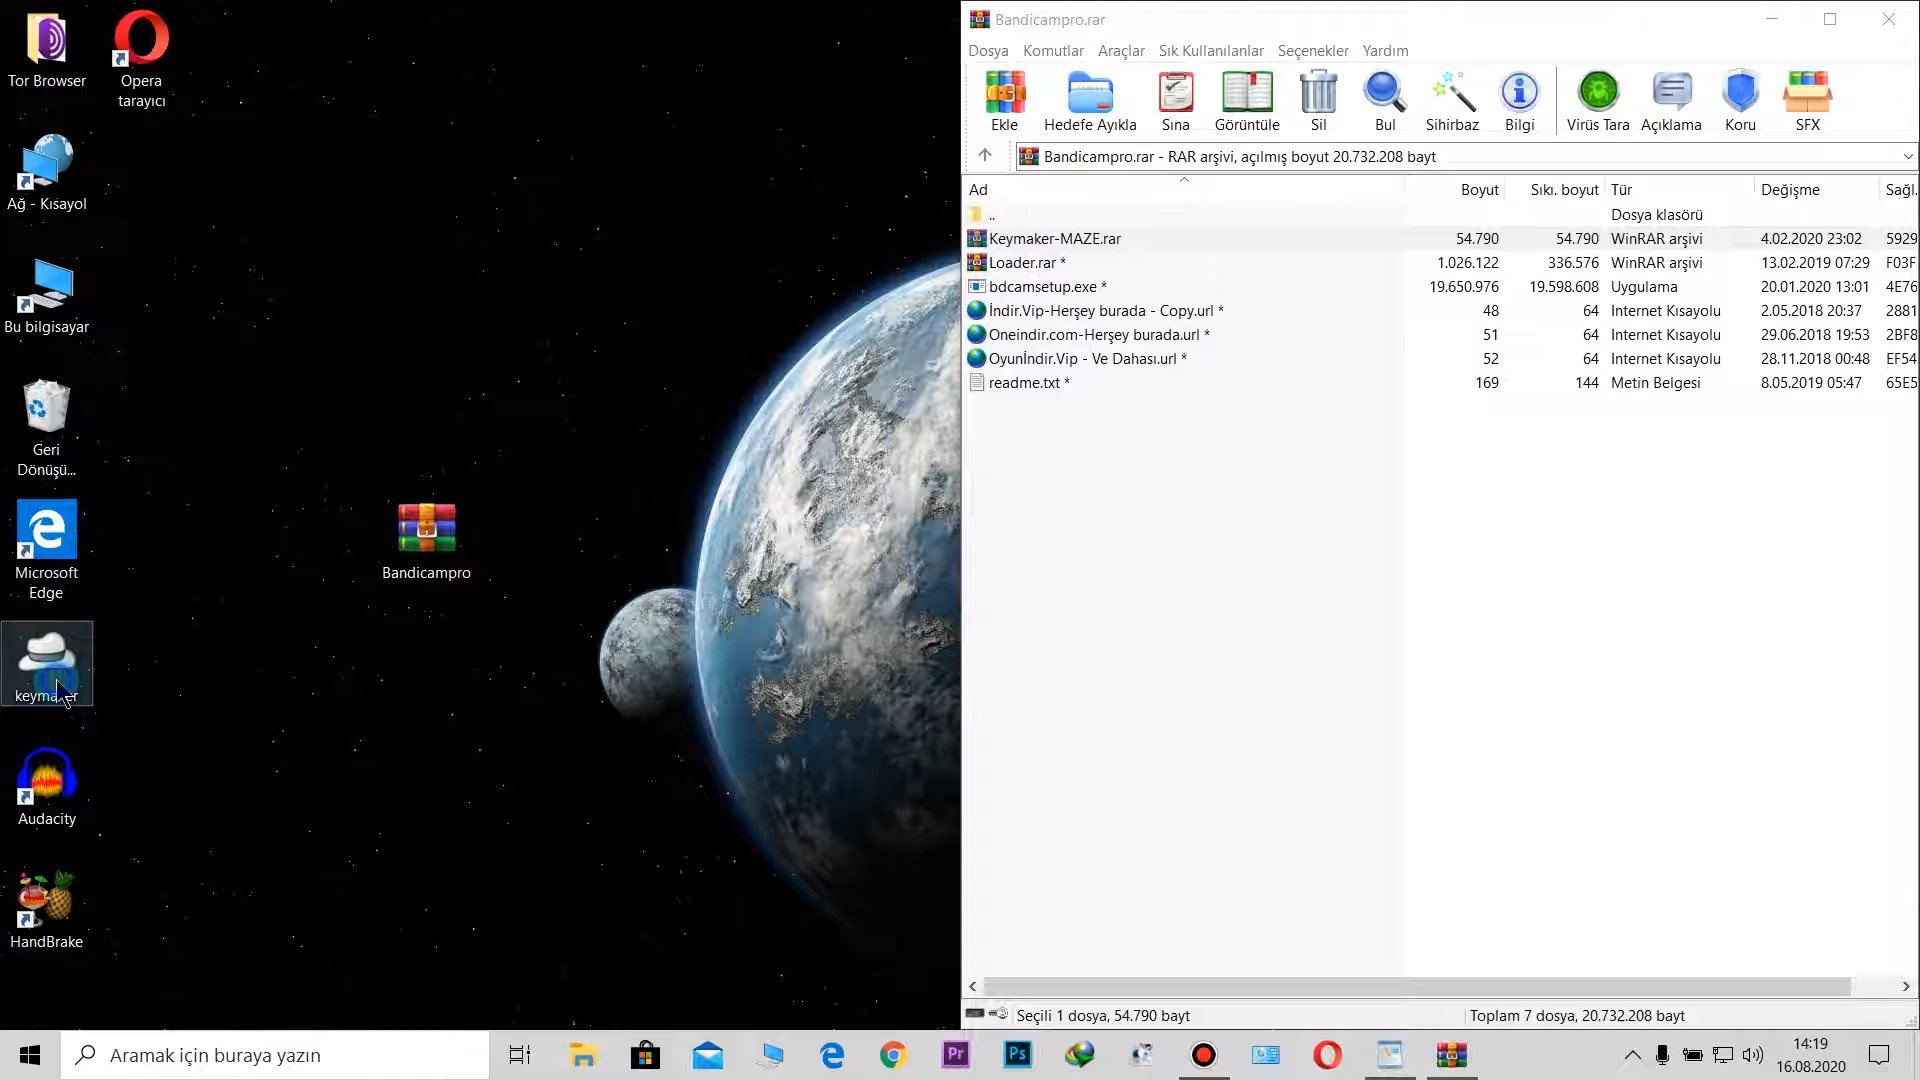 Tor Browser
Opera
tarayıcı
Ağ - Kısayol
Bu bilgisayar
Geri
Dönüşü...
Microsoft
Edge
Audacity
HandBrake
Bandicampro
Bandicampro.rar
Dosya Komutlar Araçlar Sık Kullanılanlar Seçenekler Yardım
Ekle Hedefe Ayıkla Sına Görüntüle Sil Bul Sihirbaz Bilgi Virüs Tara Açıklama Koru SFX
Bandicampro.rar - RAR arşivi, açılmış boyut 20.732.208 bayt
Ad Boyut Sıkı. boyut Tür Değişme Sağl.
.. Dosya klasörü
Keymaker-MAZE.rar 54.790 54.790 WinRAR arşivi 4.02.2020 23:02 5929
Loader.rar * 1.026.122 336.576 WinRAR arşivi 13.02.2019 07:29 F03F
bdcamsetup.exe * 19.650.976 19.598.608 Uygulama 20.01.2020 13:01 4E76
İndir.Vip-Herşey burada - Copy.url * 48 64 Internet Kısayolu 2.05.2018 20:37 2881
Oneindir.com-Herşey burada.url * 51 64 Internet Kısayolu 29.06.2018 19:53 2BF8
Oyunİndir.Vip - Ve Dahası.url * 52 64 Internet Kısayolu 28.11.2018 00:48 EF54
readme.txt * 169 144 Metin Belgesi 8.05.2019 05:47 65E5
Seçili 1 dosya, 54.790 bayt Toplam 7 dosya, 20.732.208 bayt
Aramak için buraya yazın
Pr
Ps
14:19
16.08.2020